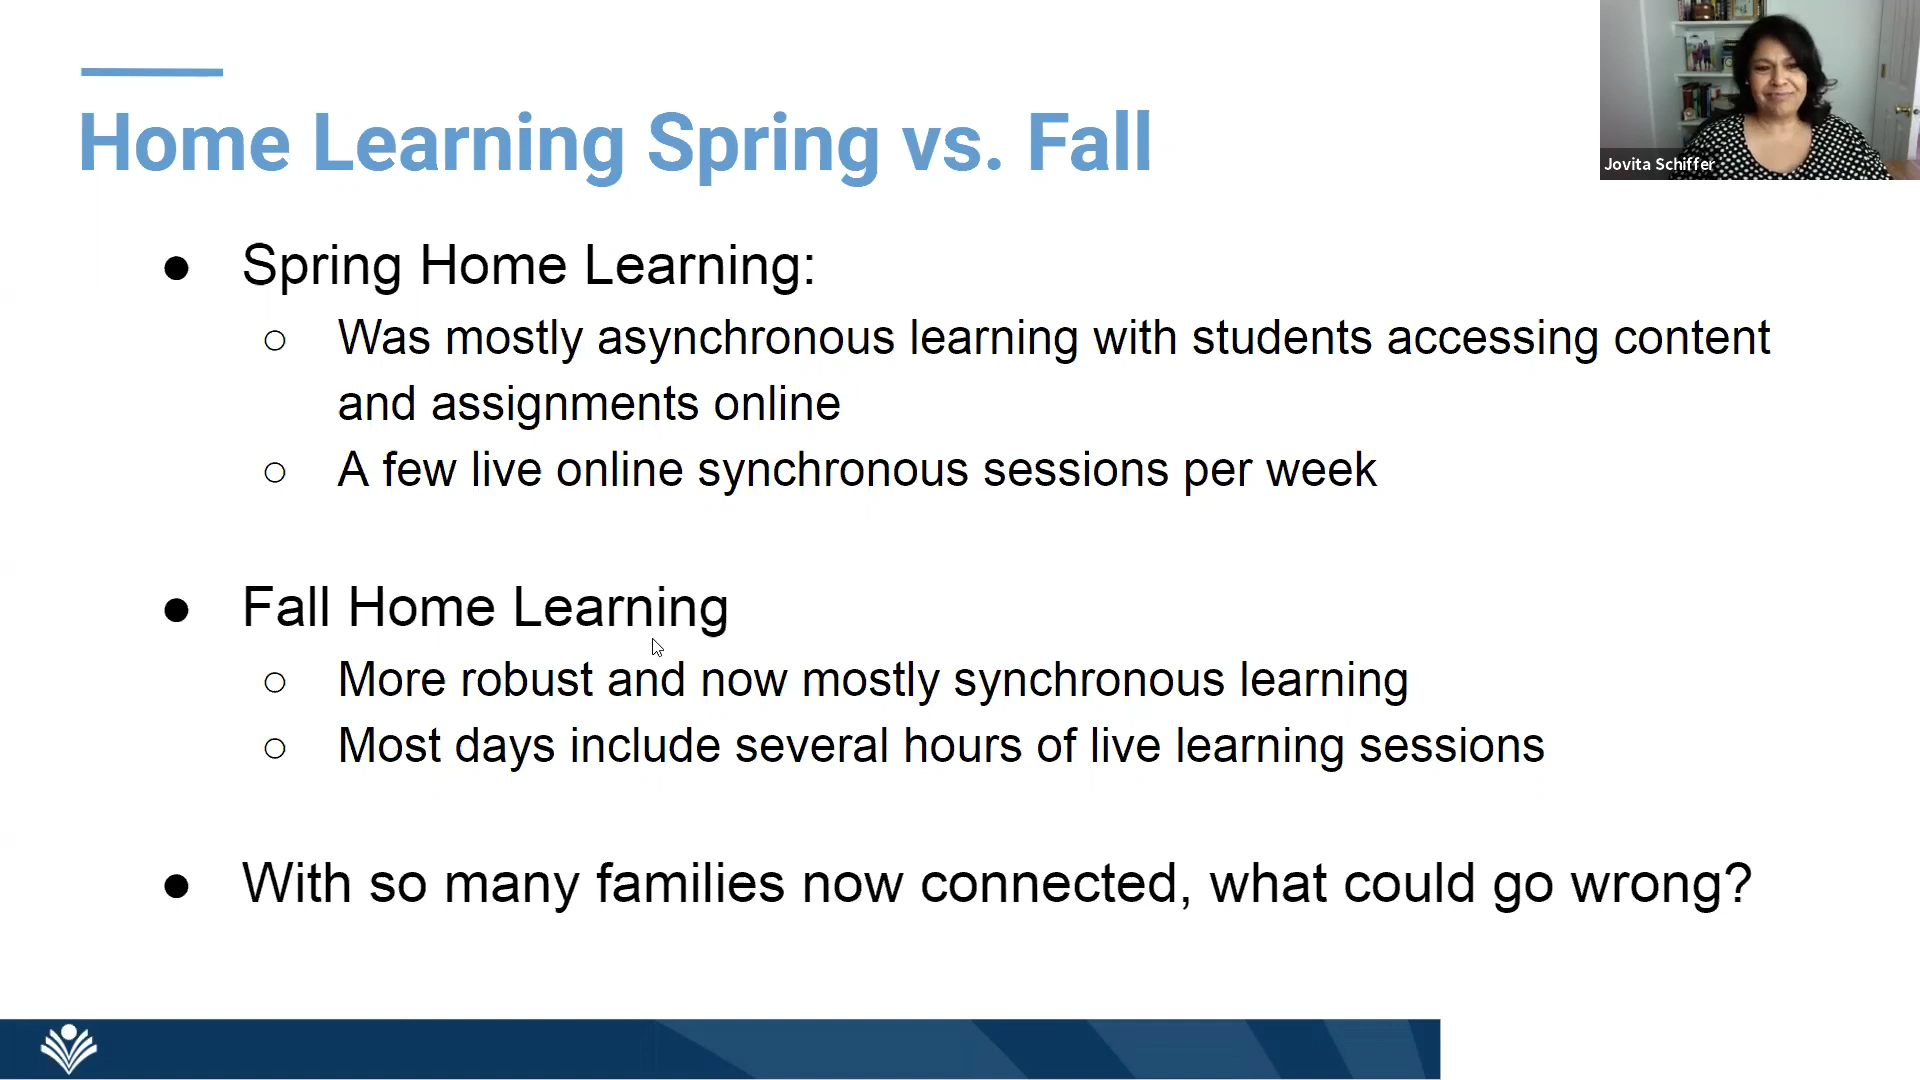 Home Learning Spring vs. Fall
Jovita Schiffer
● Spring Home Learning:
○ Was mostly asynchronous learning with students accessing content
and assignments online
○ A few live online synchronous sessions per week
● Fall Home Learning
○ More robust and now mostly synchronous learning
○ Most days include several hours of live learning sessions
● With so many families now connected, what could go wrong?